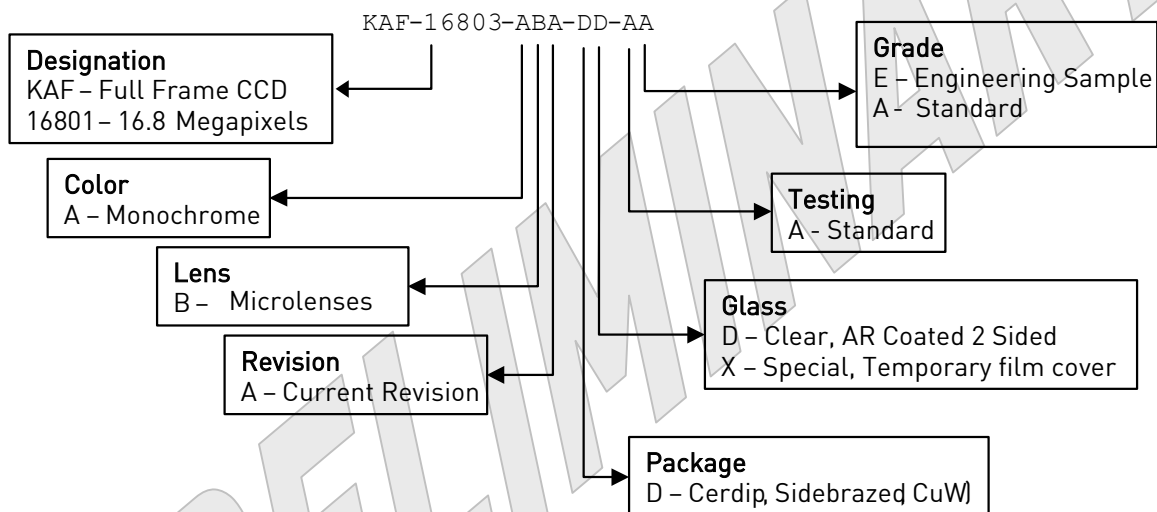 KAF-16803-ABA-DD-AA
Designation
KAF – Full Frame CCD
16801 – 16.8 Megapixels
Grade
E – Engineering Sample
A - Standard
Color
A – Monochrome
Testing
A - Standard
Lens
B – Microlenses
Glass
D – Clear, AR Coated 2 Sided
X – Special, Temporary film cover
Revision
A – Current Revision
Package
D – Cerdip, Sidebrazed, CuW)
PRELIMINARY